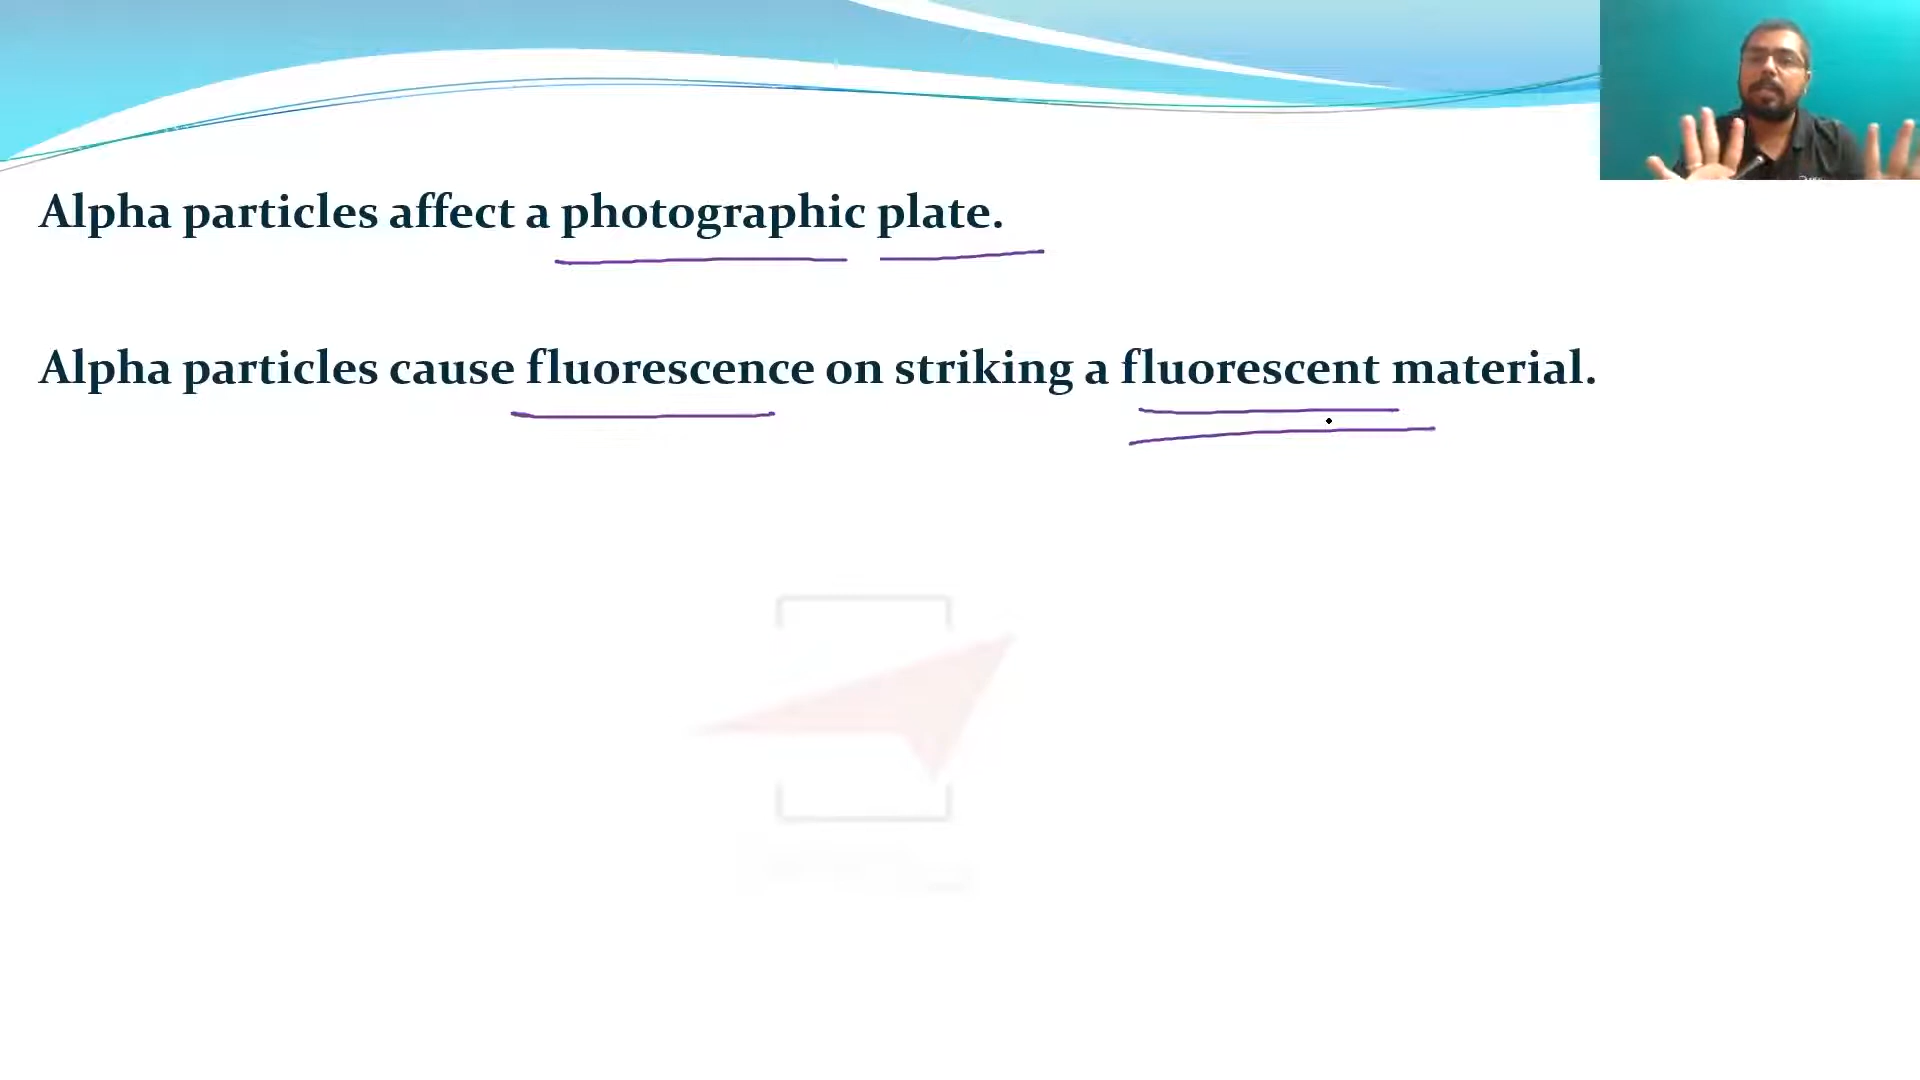 Alpha particles affect a photographic plate.
Alpha particles cause fluorescence on striking a fluorescent material.